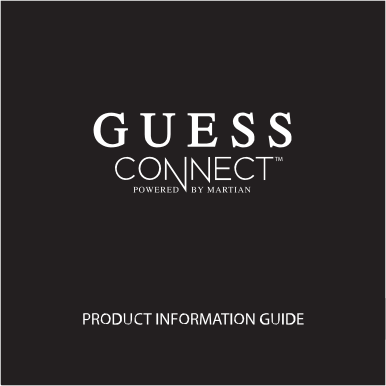 GUESS
CONNECT™
POWERED BY MARTIAN
PRODUCT INFORMATION GUIDE